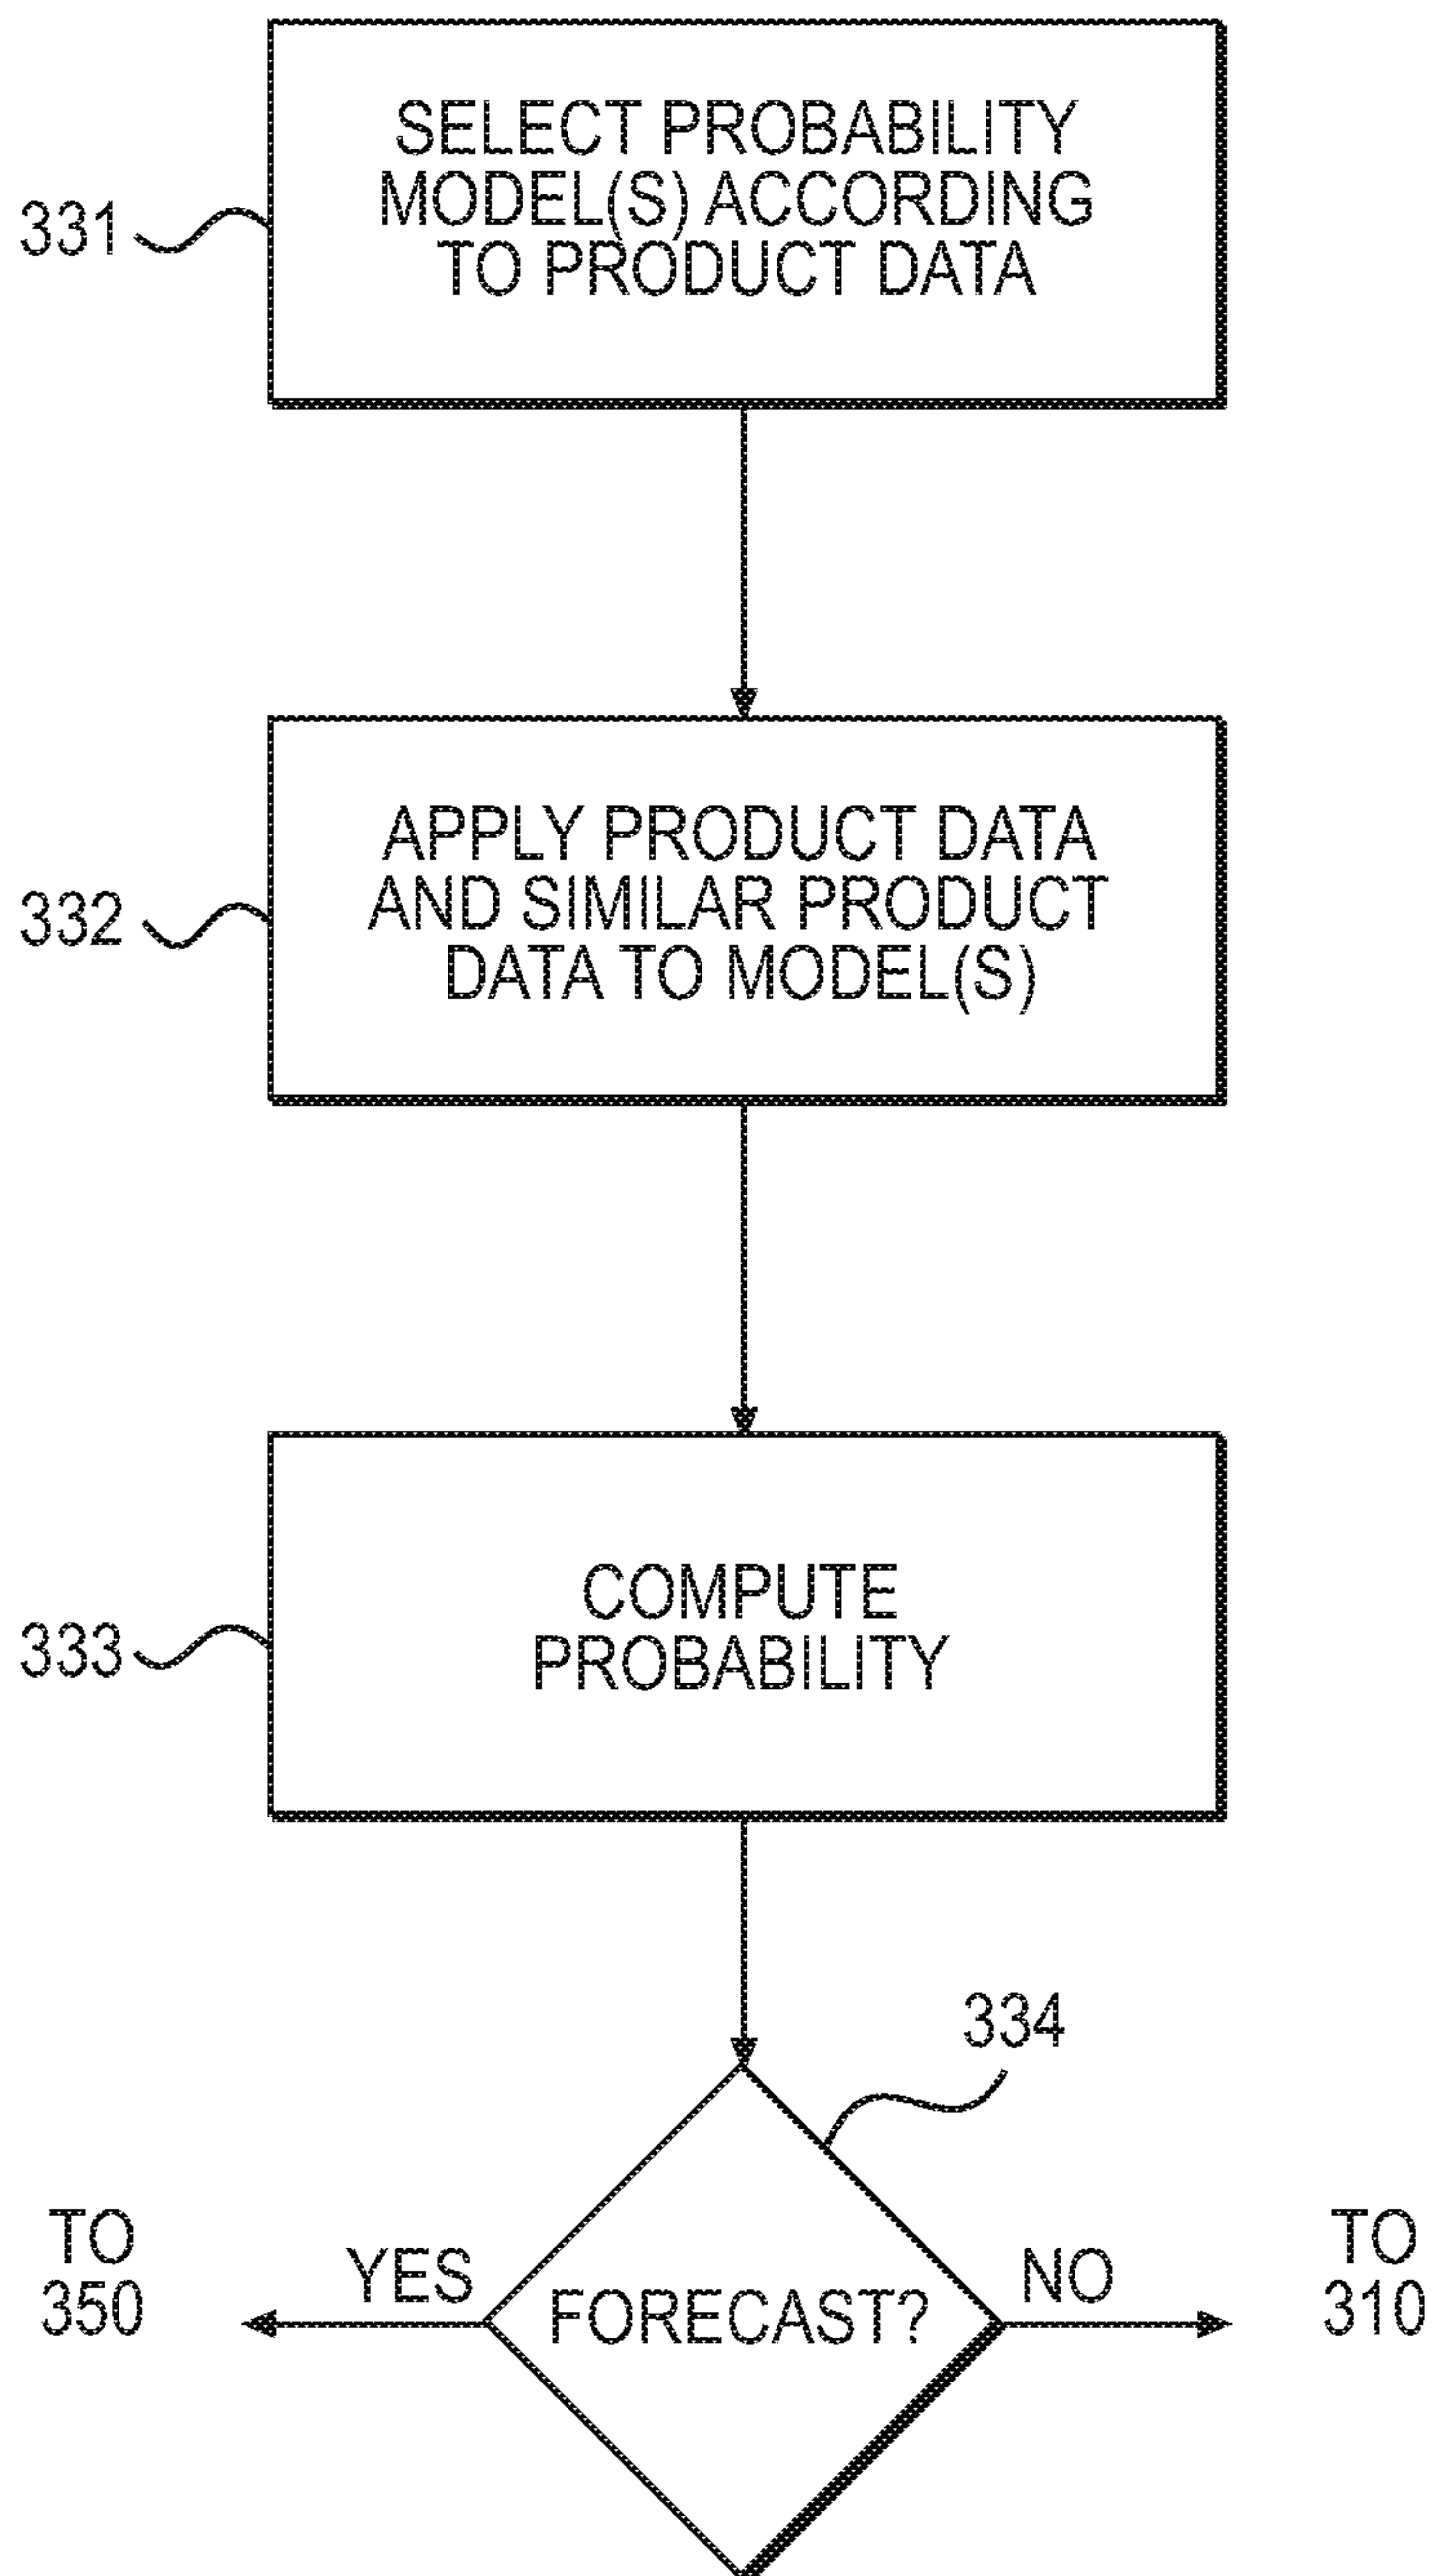 SELECT PROBABILITY
MODEL(S) ACCORDING
TO PRODUCT DATA
331
APPLY PRODUCT DATA
AND SIMILAR PRODUCT
DATA TO MODEL(S)
332
COMPUTE
PROBABILITY
333
334
TO
350
YES
FORECAST?
NO
TO
310